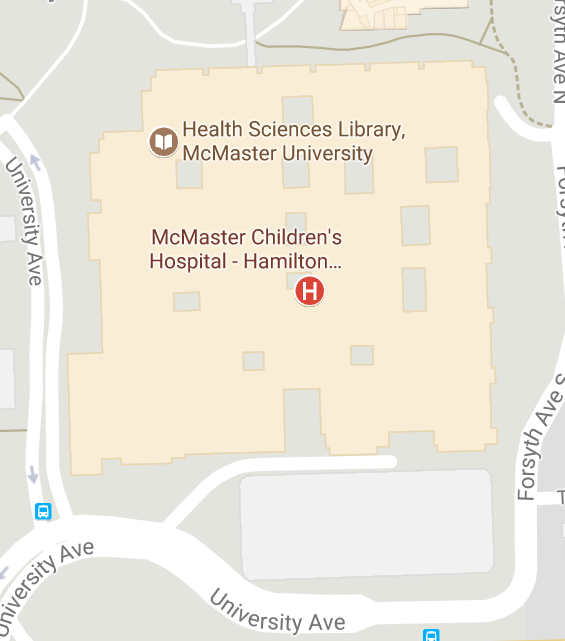 Forsyth Ave N
Health Sciences Library,
McMaster University
University Ave
McMaster Children's
Hospital - Hamilton...
H
Forsyth Ave S
University Ave
University Ave